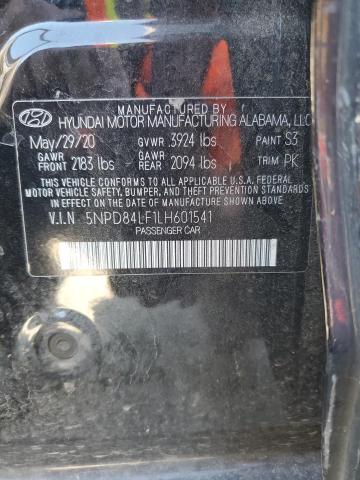 MANUFACTURED BY
HYUNDAI MOTOR MANUFACTURING ALABAMA, LLC
May/29/20 GVWR 3924 lbs PAINT S3
GAWR FRONT 2183 lbs GAWR REAR 2094 lbs TRIM PK
THIS VEHICLE CONFORMS TO ALL APPLICABLE U.S.A. FEDERAL
MOTOR VEHICLE SAFETY, BUMPER, AND THEFT PREVENTION
STANDARDS IN EFFECT ON THE DATE OF MANUFACTURE SHOWN ABOVE.
V.I.N 5NPD84LF1LH601541
PASSENGER CAR